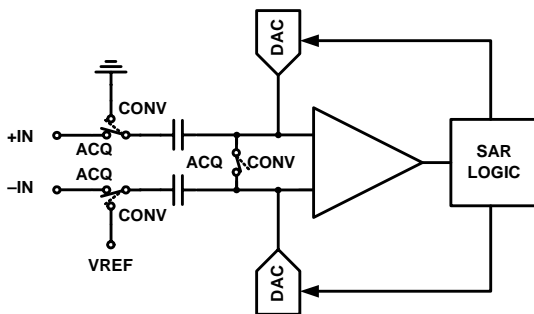 DAC
CONV
+IN
ACQ
ACQ
ACQ CONV
–IN
CONV
VREF
SAR
LOGIC
DAC